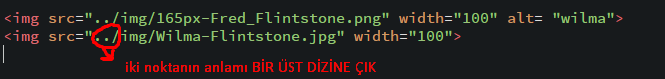 <img src="../img/165px-Fred_Flintstone.png" width="100" alt= "wilma">
<img src="../img/Wilma-Flintstone.jpg" width="100">
iki noktanın anlamı BİR ÜST DİZİNE ÇIK